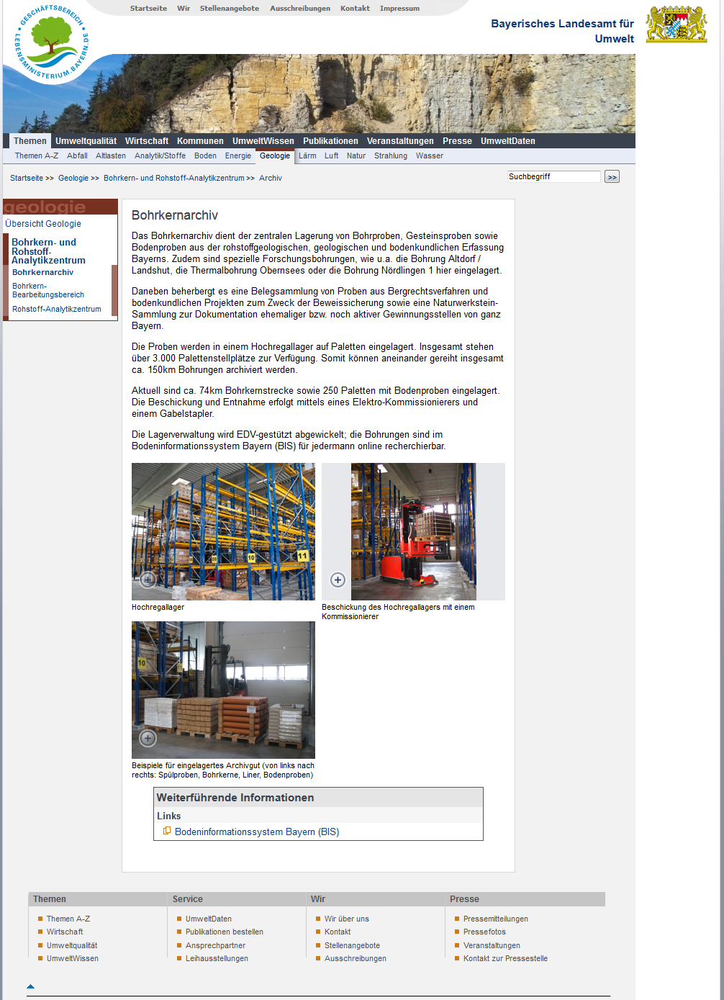 Startseite Wir Stellenangebote Ausschreibungen Kontakt Impressum
GESCHÄFTSBEREICH
LEBENSMINISTERIUM.BAYERN.DE
Bayerisches Landesamt für
Umwelt
Themen Umweltqualität Wirtschaft Kommunen UmweltWissen Publikationen Veranstaltungen Presse UmweltDaten
Themen A-Z Abfall Altlasten Analytik/Stoffe Boden Energie Geologie Lärm Luft Natur Strahlung Wasser
Startseite >> Geologie >> Bohrkern- und Rohstoff-Analytikzentrum >> Archiv
Suchbegriff >>
geologie
Übersicht Geologie
Bohrkern- und
Rohstoff-
Analytikzentrum
Bohrkernarchiv
Bohrkern-
Bearbeitungsbereich
Rohstoff-Analytikzentrum
Bohrkernarchiv
Das Bohrkernarchiv dient der zentralen Lagerung von Bohrproben, Gesteinsproben sowie
Bodenproben aus der rohstoffgeologischen, geologischen und bodenkundlichen Erfassung
Bayerns. Zudem sind spezielle Forschungsbohrungen, wie u.a. die Bohrung Altdorf /
Landshut, die Thermalbohrung Obernsees oder die Bohrung Nördlingen 1 hier eingelagert.
Daneben beherbergt es eine Belegsammlung von Proben aus Bergrechtsverfahren und
bodenkundlichen Projekten zum Zweck der Beweissicherung sowie eine Naturwerkstein-
Sammlung zur Dokumentation ehemaliger bzw. noch aktiver Gewinnungsstellen von ganz
Bayern.
Die Proben werden in einem Hochregallager auf Paletten eingelagert. Insgesamt stehen
über 3.000 Palettenstellplätze zur Verfügung. Somit können aneinander gereiht insgesamt
ca. 150km Bohrungen archiviert werden.
Aktuell sind ca. 74km Bohrkernstrecke sowie 250 Paletten mit Bodenproben eingelagert.
Die Beschickung und Entnahme erfolgt mittels eines Elektro-Kommissionierers und
einem Gabelstapler.
Die Lagerverwaltung wird EDV-gestützt abgewickelt; die Bohrungen sind im
Bodeninformationssystem Bayern (BIS) für jedermann online recherchierbar.
09 10 11
Hochregallager
Beschickung des Hochregallagers mit einem
Kommissionierer
10
Beispiele für eingelagertes Archivgut (von links nach
rechts: Spülproben, Bohrkerne, Liner, Bodenproben)
Weiterführende Informationen
Links
Bodeninformationssystem Bayern (BIS)
Themen
Themen A-Z
Wirtschaft
Umweltqualität
UmweltWissen
Service
UmweltDaten
Publikationen bestellen
Ansprechpartner
Leihausstellungen
Wir
Wir über uns
Kontakt
Stellenangebote
Ausschreibungen
Presse
Pressemitteilungen
Pressefotos
Veranstaltungen
Kontakt zur Pressestelle